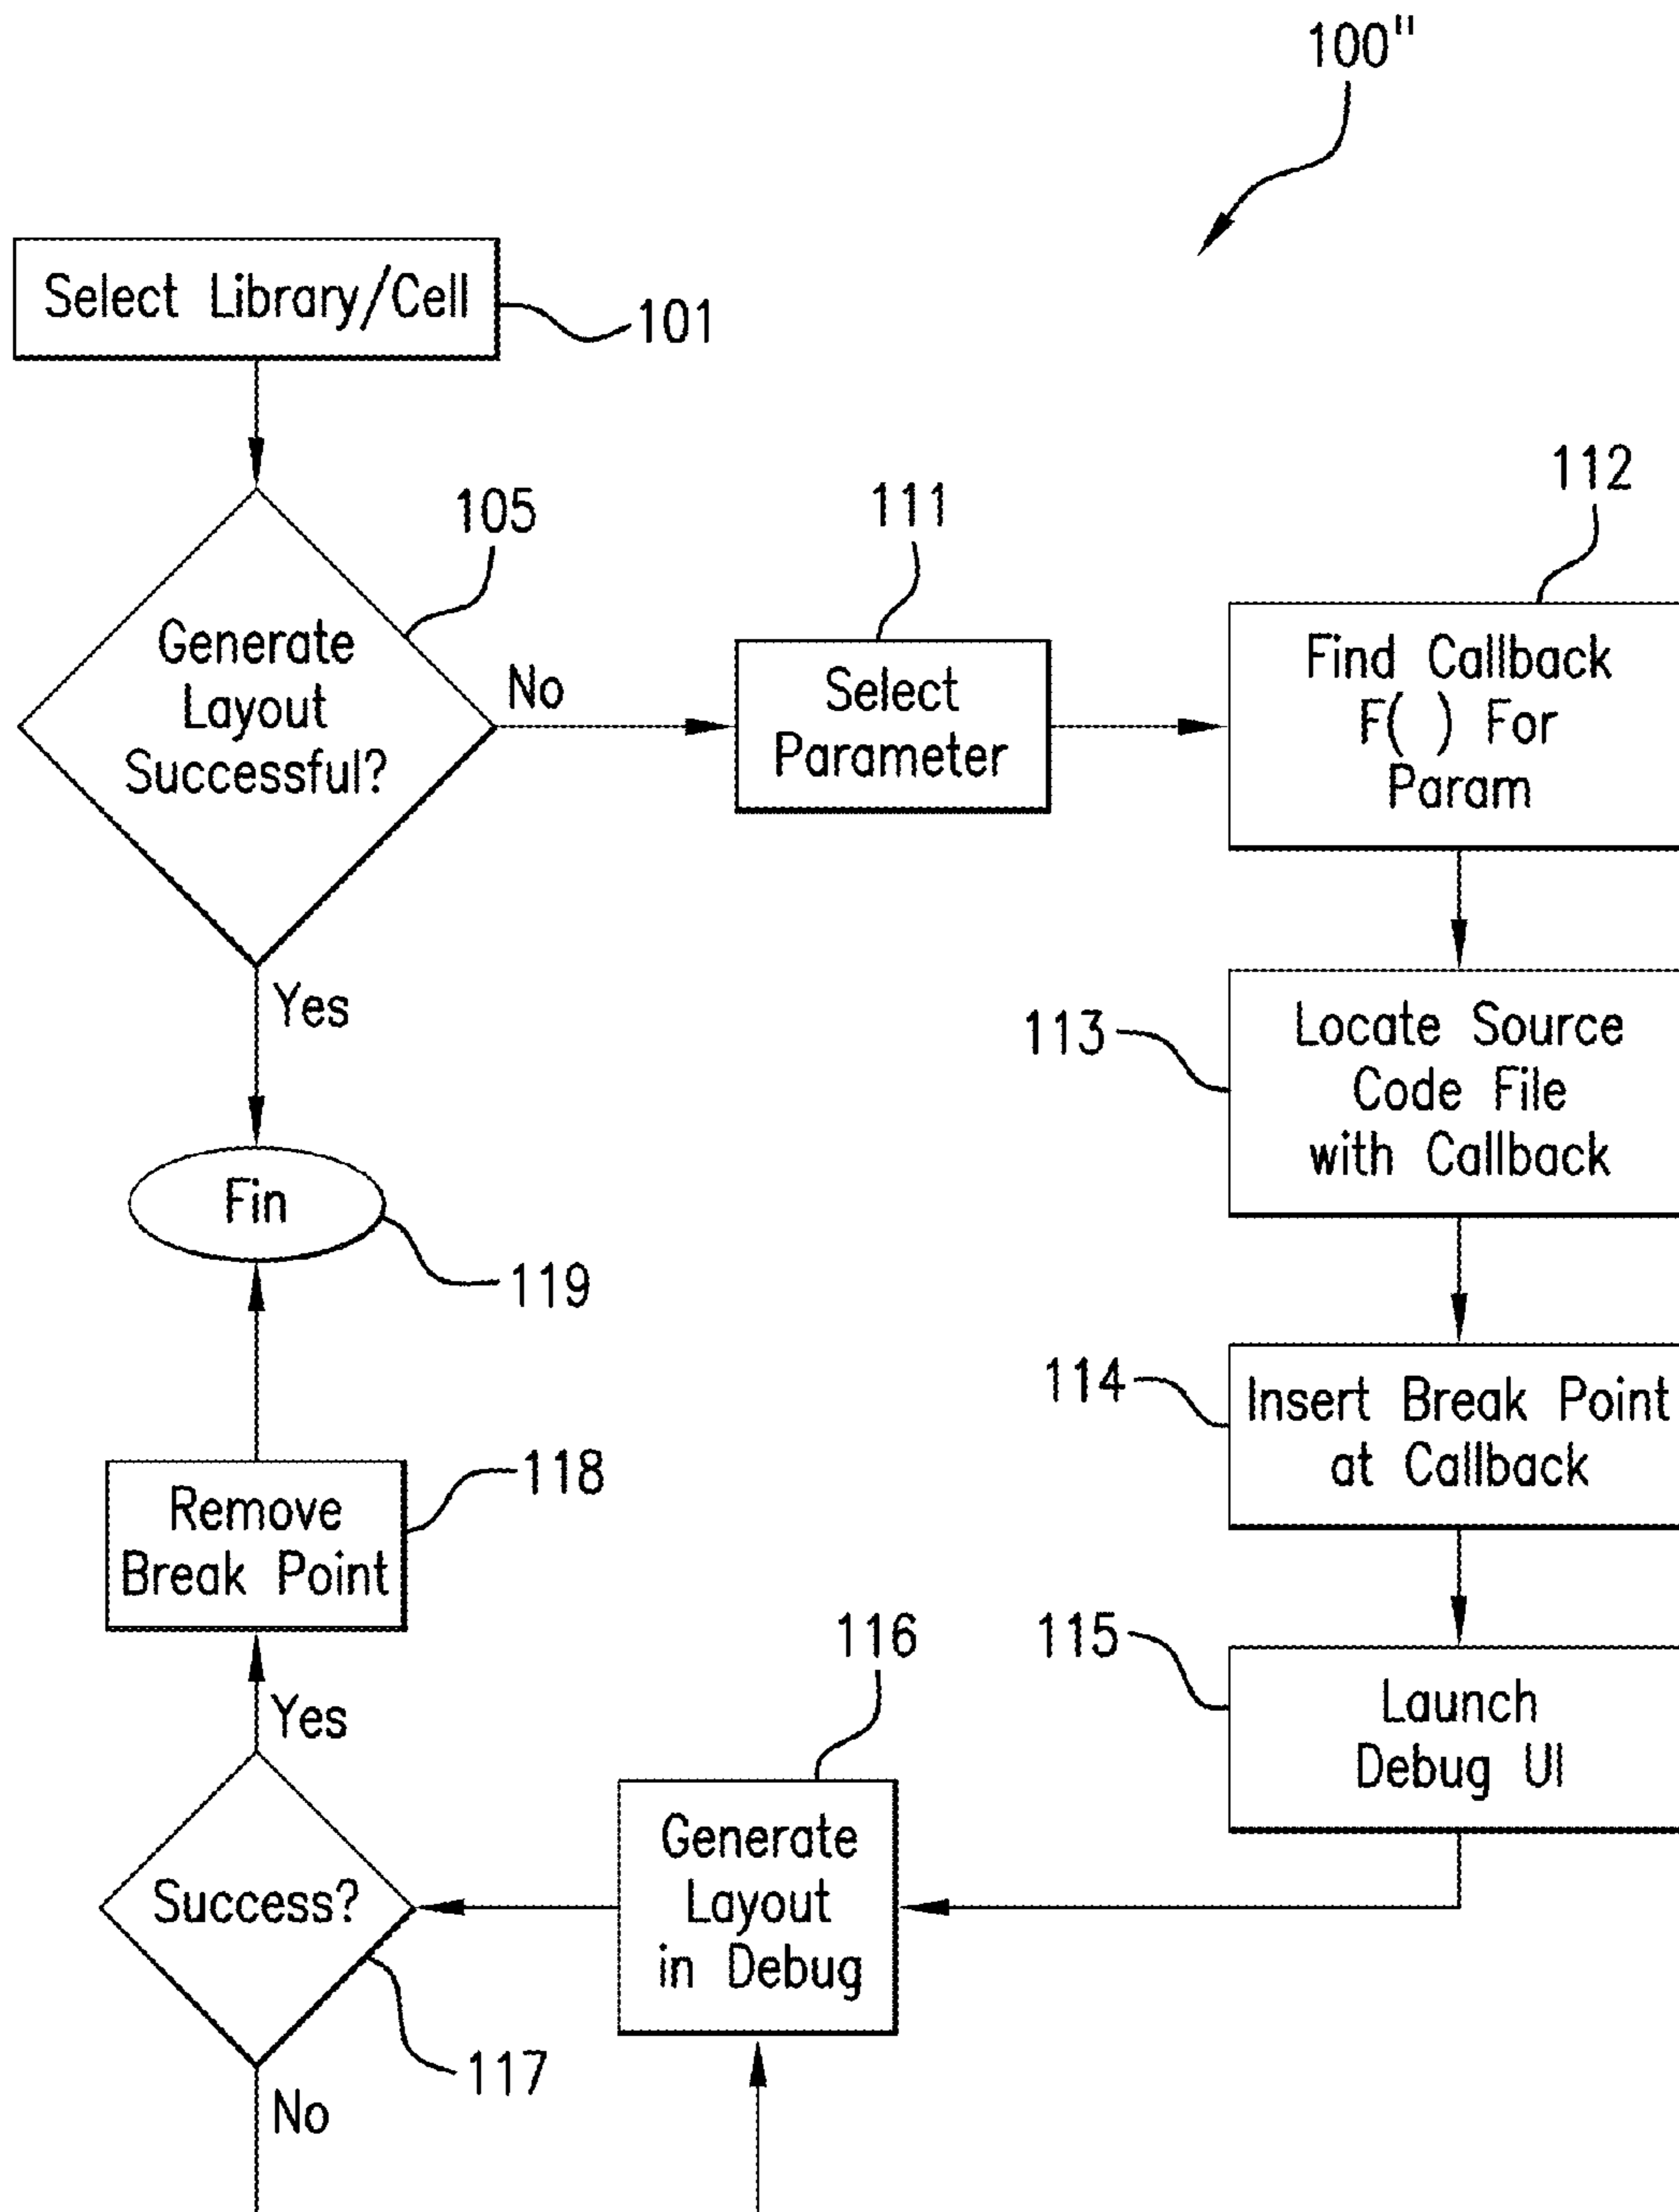 100"
Select Library/Cell
101
105
Generate
Layout
Successful?
No
Yes
111
Select
Parameter
112
Find Callback
F( ) For
Param
113
Locate Source
Code File
with Callback
Fin
119
114
Insert Break Point
at Callback
118
Remove
Break Point
115
Launch
Debug UI
116
Generate
Layout
in Debug
Yes
Success?
117
No